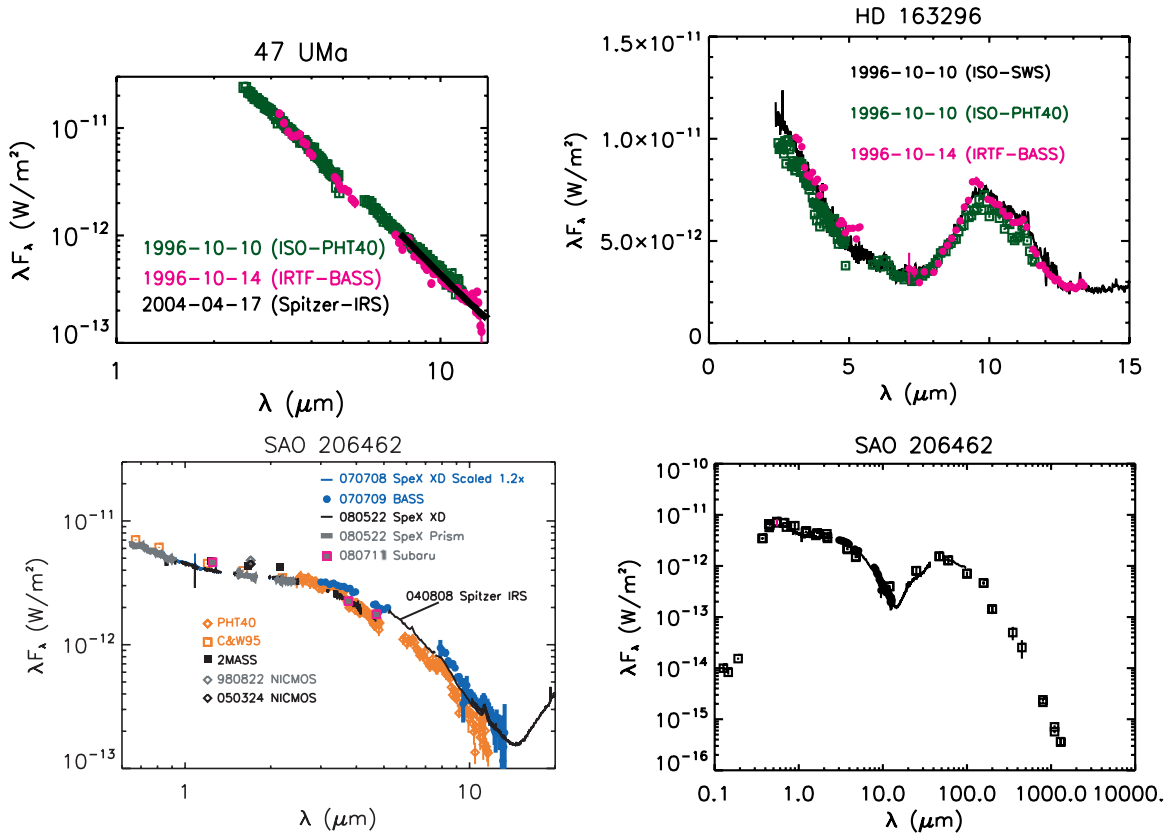 47 UMa
10⁻¹¹
10⁻¹²
10⁻¹³
λF_λ (W/m²)
1996-10-10 (ISO-PHT40)
1996-10-14 (IRTF-BASS)
2004-04-17 (Spitzer-IRS)
1 10
λ (μm)
HD 163296
1.5×10⁻¹¹
1.0×10⁻¹¹
5.0×10⁻¹²
0
λF_λ (W/m²)
1996-10-10 (ISO-SWS)
1996-10-10 (ISO-PHT40)
1996-10-14 (IRTF-BASS)
0 5 10 15
λ (μm)
SAO 206462
10⁻¹¹
10⁻¹²
10⁻¹³
λF_λ (W/m²)
070708 SpeX XD Scaled 1.2x
070709 BASS
080522 SpeX XD
080522 SpeX Prism
080711 Subaru
040808 Spitzer IRS
PHT40
C&W95
2MASS
980822 NICMOS
050324 NICMOS
1 10
λ (μm)
SAO 206462
10⁻¹⁰
10⁻¹¹
10⁻¹²
10⁻¹³
10⁻¹⁴
10⁻¹⁵
10⁻¹⁶
λF_λ (W/m²)
0.1 1.0 10.0 100.0 1000.0 10000.
λ (μm)